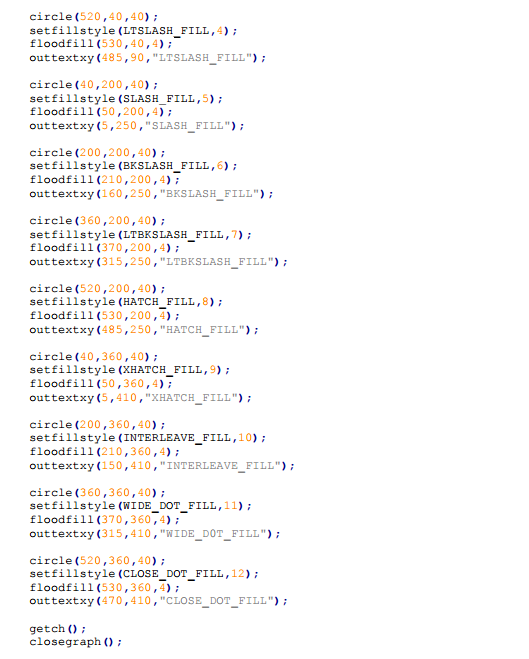 circle(520,40,40);
setfillstyle(LTSLASH_FILL,4);
floodfill(530,40,4);
outtextxy(485,90,"LTSLASH_FILL");
circle(40,200,40);
setfillstyle(SLASH_FILL,5);
floodfill(50,200,4);
outtextxy(5,250,"SLASH_FILL");
circle(200,200,40);
setfillstyle(BKSLASH_FILL,6);
floodfill(210,200,4);
outtextxy(160,250,"BKSLASH_FILL");
circle(360,200,40);
setfillstyle(LTBKSLASH_FILL,7);
floodfill(370,200,4);
outtextxy(315,250,"LTBKSLASH_FILL");
circle(520,200,40);
setfillstyle(HATCH_FILL,8);
floodfill(530,200,4);
outtextxy(485,250,"HATCH_FILL");
circle(40,360,40);
setfillstyle(XHATCH_FILL,9);
floodfill(50,360,4);
outtextxy(5,410,"XHATCH_FILL");
circle(200,360,40);
setfillstyle(INTERLEAVE_FILL,10);
floodfill(210,360,4);
outtextxy(150,410,"INTERLEAVE_FILL");
circle(360,360,40);
setfillstyle(WIDE_DOT_FILL,11);
floodfill(370,360,4);
outtextxy(315,410,"WIDE_DOT_FILL");
circle(520,360,40);
setfillstyle(CLOSE_DOT_FILL,12);
floodfill(530,360,4);
outtextxy(470,410,"CLOSE_DOT_FILL");
getch();
closegraph();